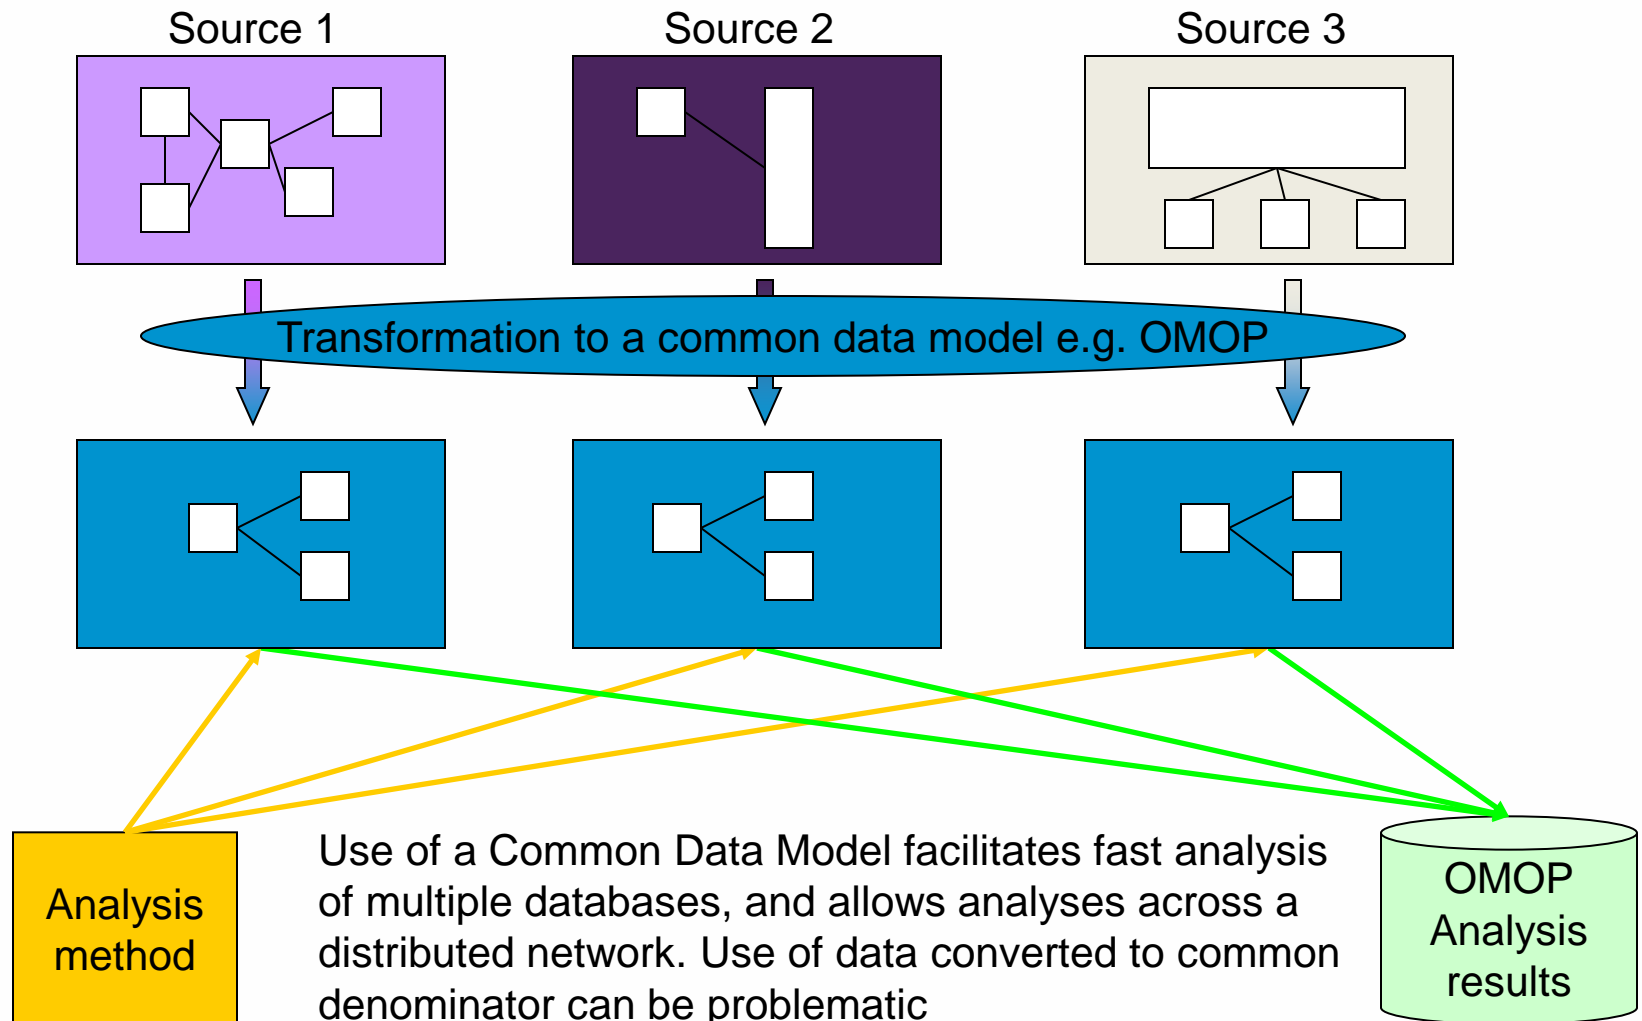 Source 1
Source 2
Source 3
Transformation to a common data model e.g. OMOP
Analysis
method
Use of a Common Data Model facilitates fast analysis
of multiple databases, and allows analyses across a
distributed network. Use of data converted to common
denominator can be problematic
OMOP
Analysis
results